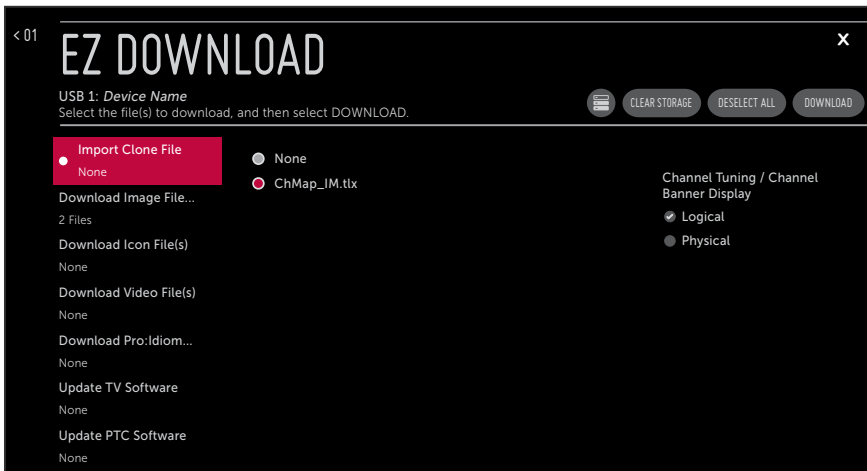 < 01
EZ DOWNLOAD
X
USB 1: Device Name
Select the file(s) to download, and then select DOWNLOAD.
CLEAR STORAGE
DESELECT ALL
DOWNLOAD
Import Clone File
None
Download Image File...
2 Files
Download Icon File(s)
None
Download Video File(s)
None
Download Pro:Idiom...
None
Update TV Software
None
Update PTC Software
None
None
ChMap_IM.tlx
Channel Tuning / Channel
Banner Display
Logical
Physical